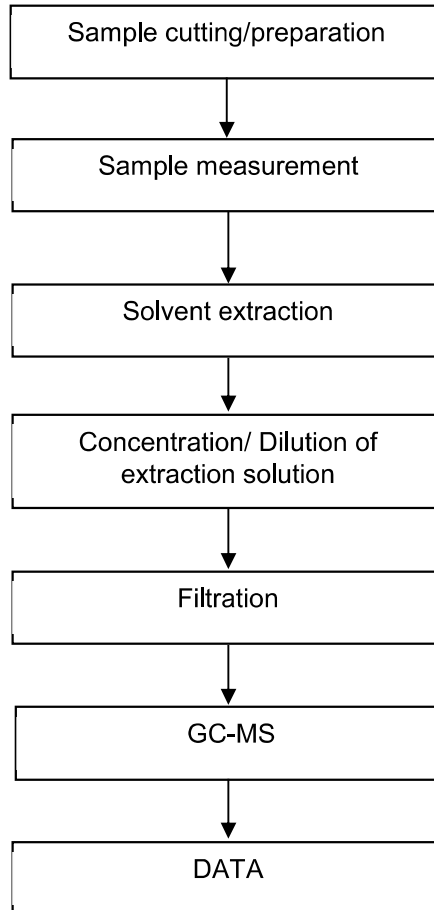 Sample cutting/preparation
Sample measurement
Solvent extraction
Concentration/ Dilution of
extraction solution
Filtration
GC-MS
DATA